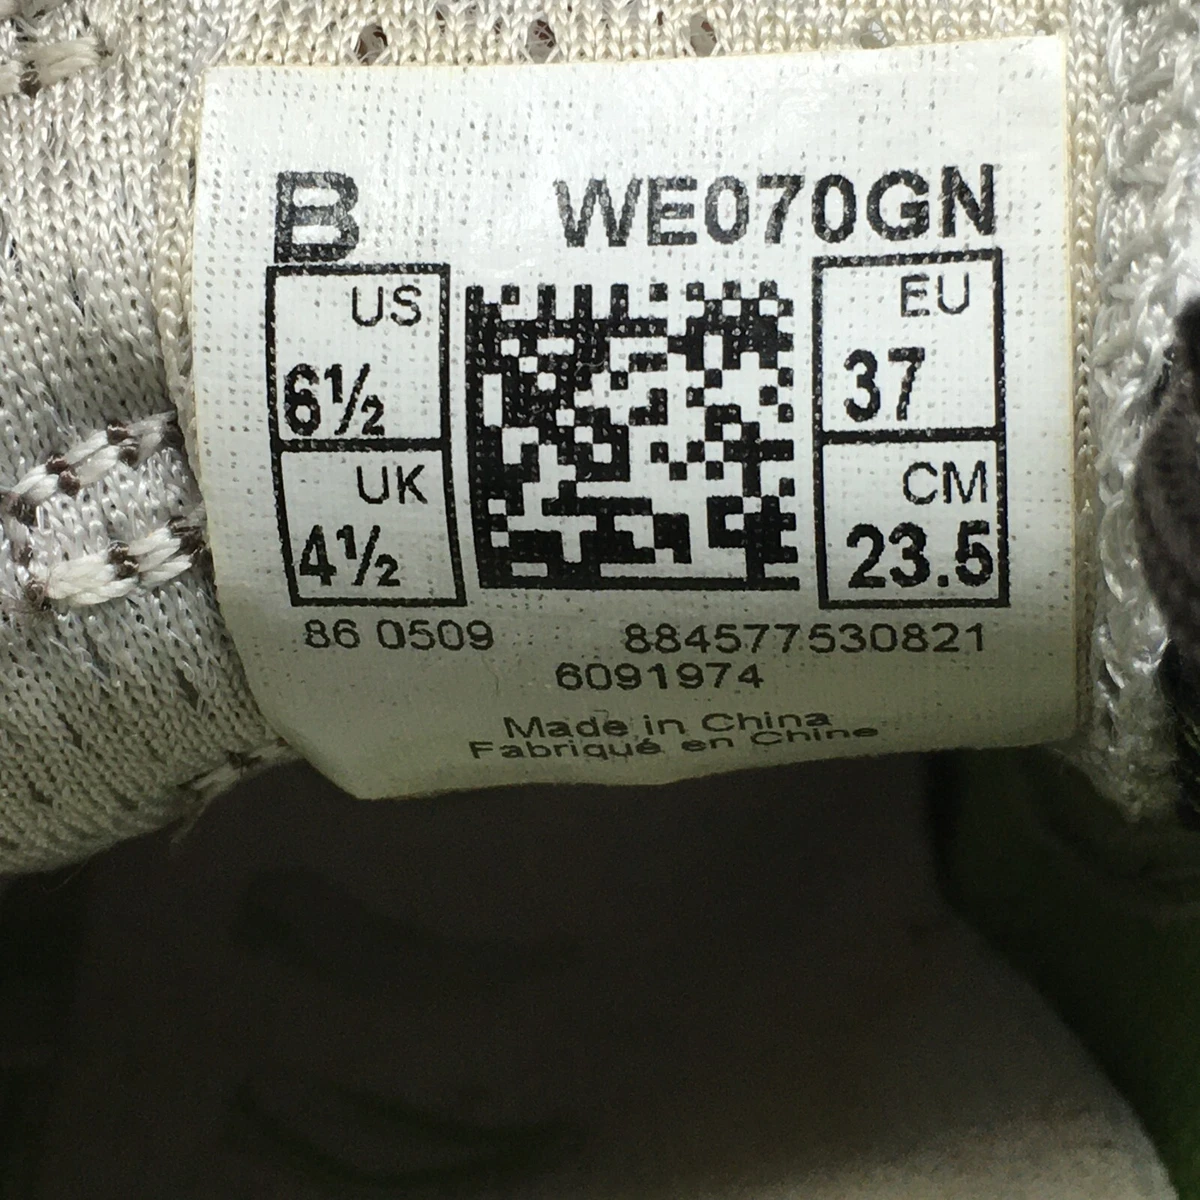 B WE070GN
US
6½
EU
37
UK
4½
CM
23.5
86 0509 884577530821
6091974
Made in China
Fabriqué en Chine